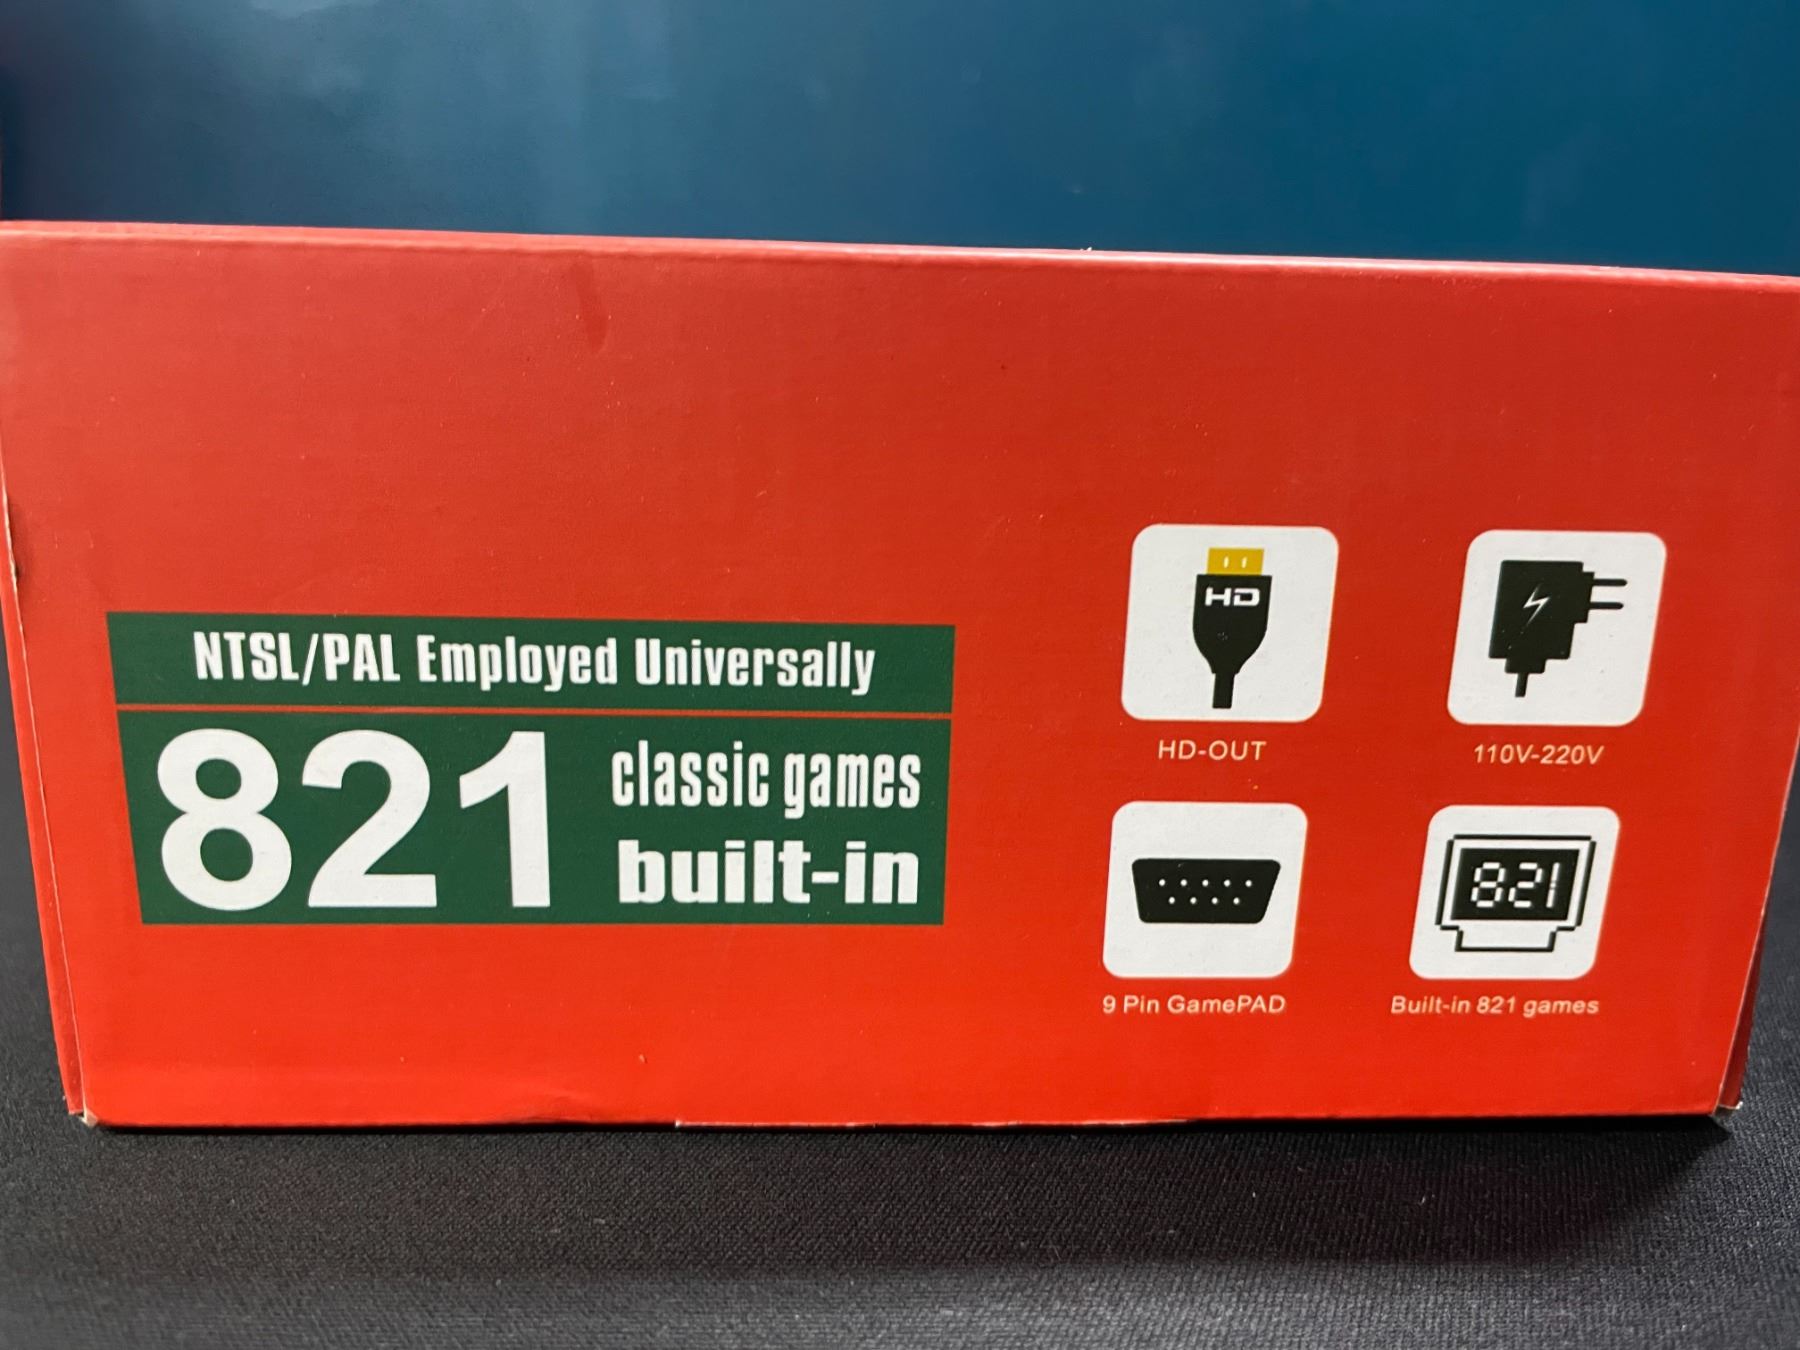 NTSL/PAL Employed Universally
821 classic games
built-in
HD
HD-OUT
110V-220V
821
9 Pin GamePAD
Built-in 821 games